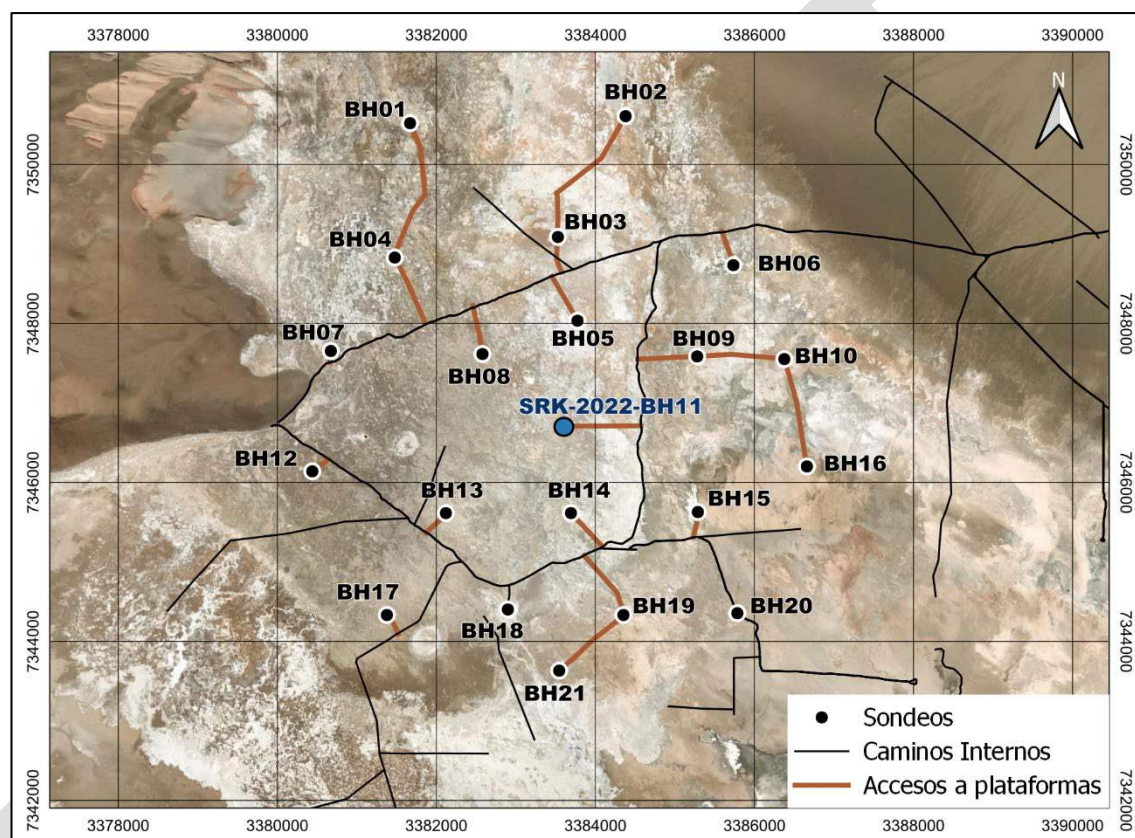 3378000 3380000 3382000 3384000 3386000 3388000 3390000
N
BH01
BH02
7350000
7350000
BH03
BH04
BH06
7348000
7348000
BH07
BH05
BH09
BH10
BH08
SRK-2022-BH11
BH12
BH16
7346000
7346000
BH13
BH14
BH15
BH17
BH19
BH20
BH18
7344000
7344000
BH21
Sondeos
Caminos Internos
Accesos a plataformas
7342000
7342000
3378000 3380000 3382000 3384000 3386000 3388000 3390000